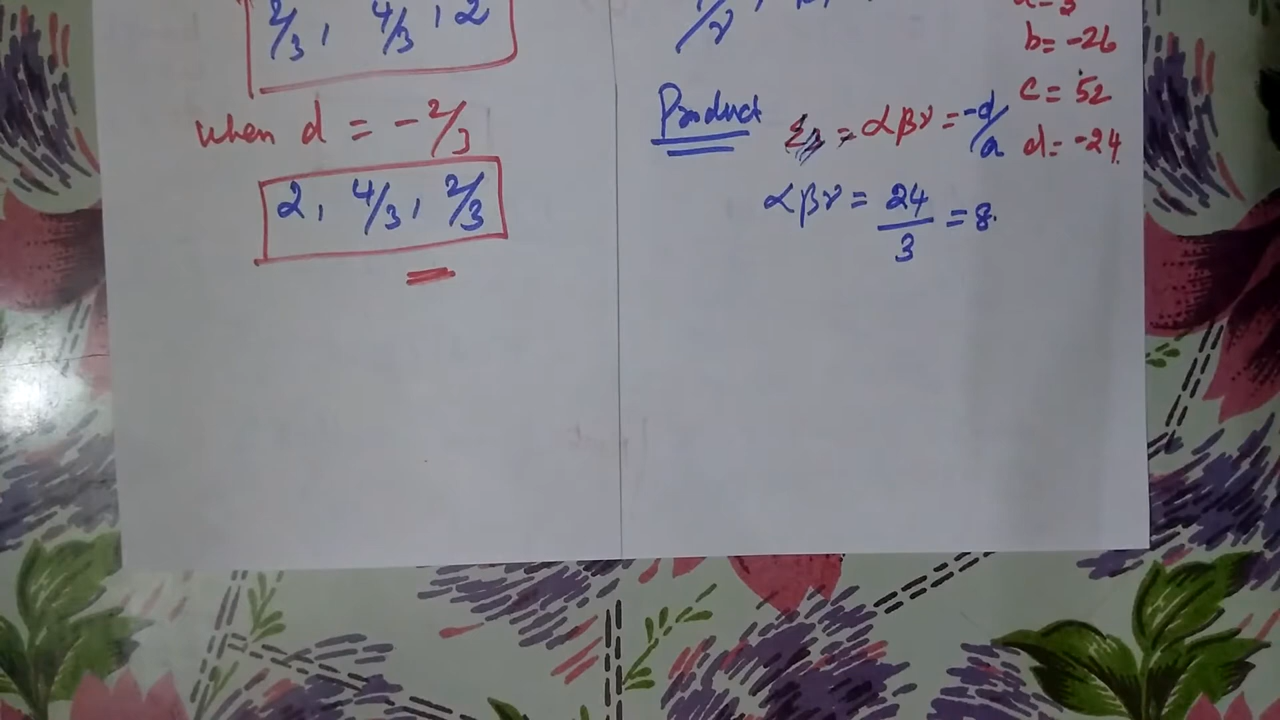 2/3, 4/3, 2
when d = -2/3
2, 4/3, 2/3
b = -26
Product
= αβγ = -d/a
c = 52
d = -24
αβγ = 24/3 = 8.